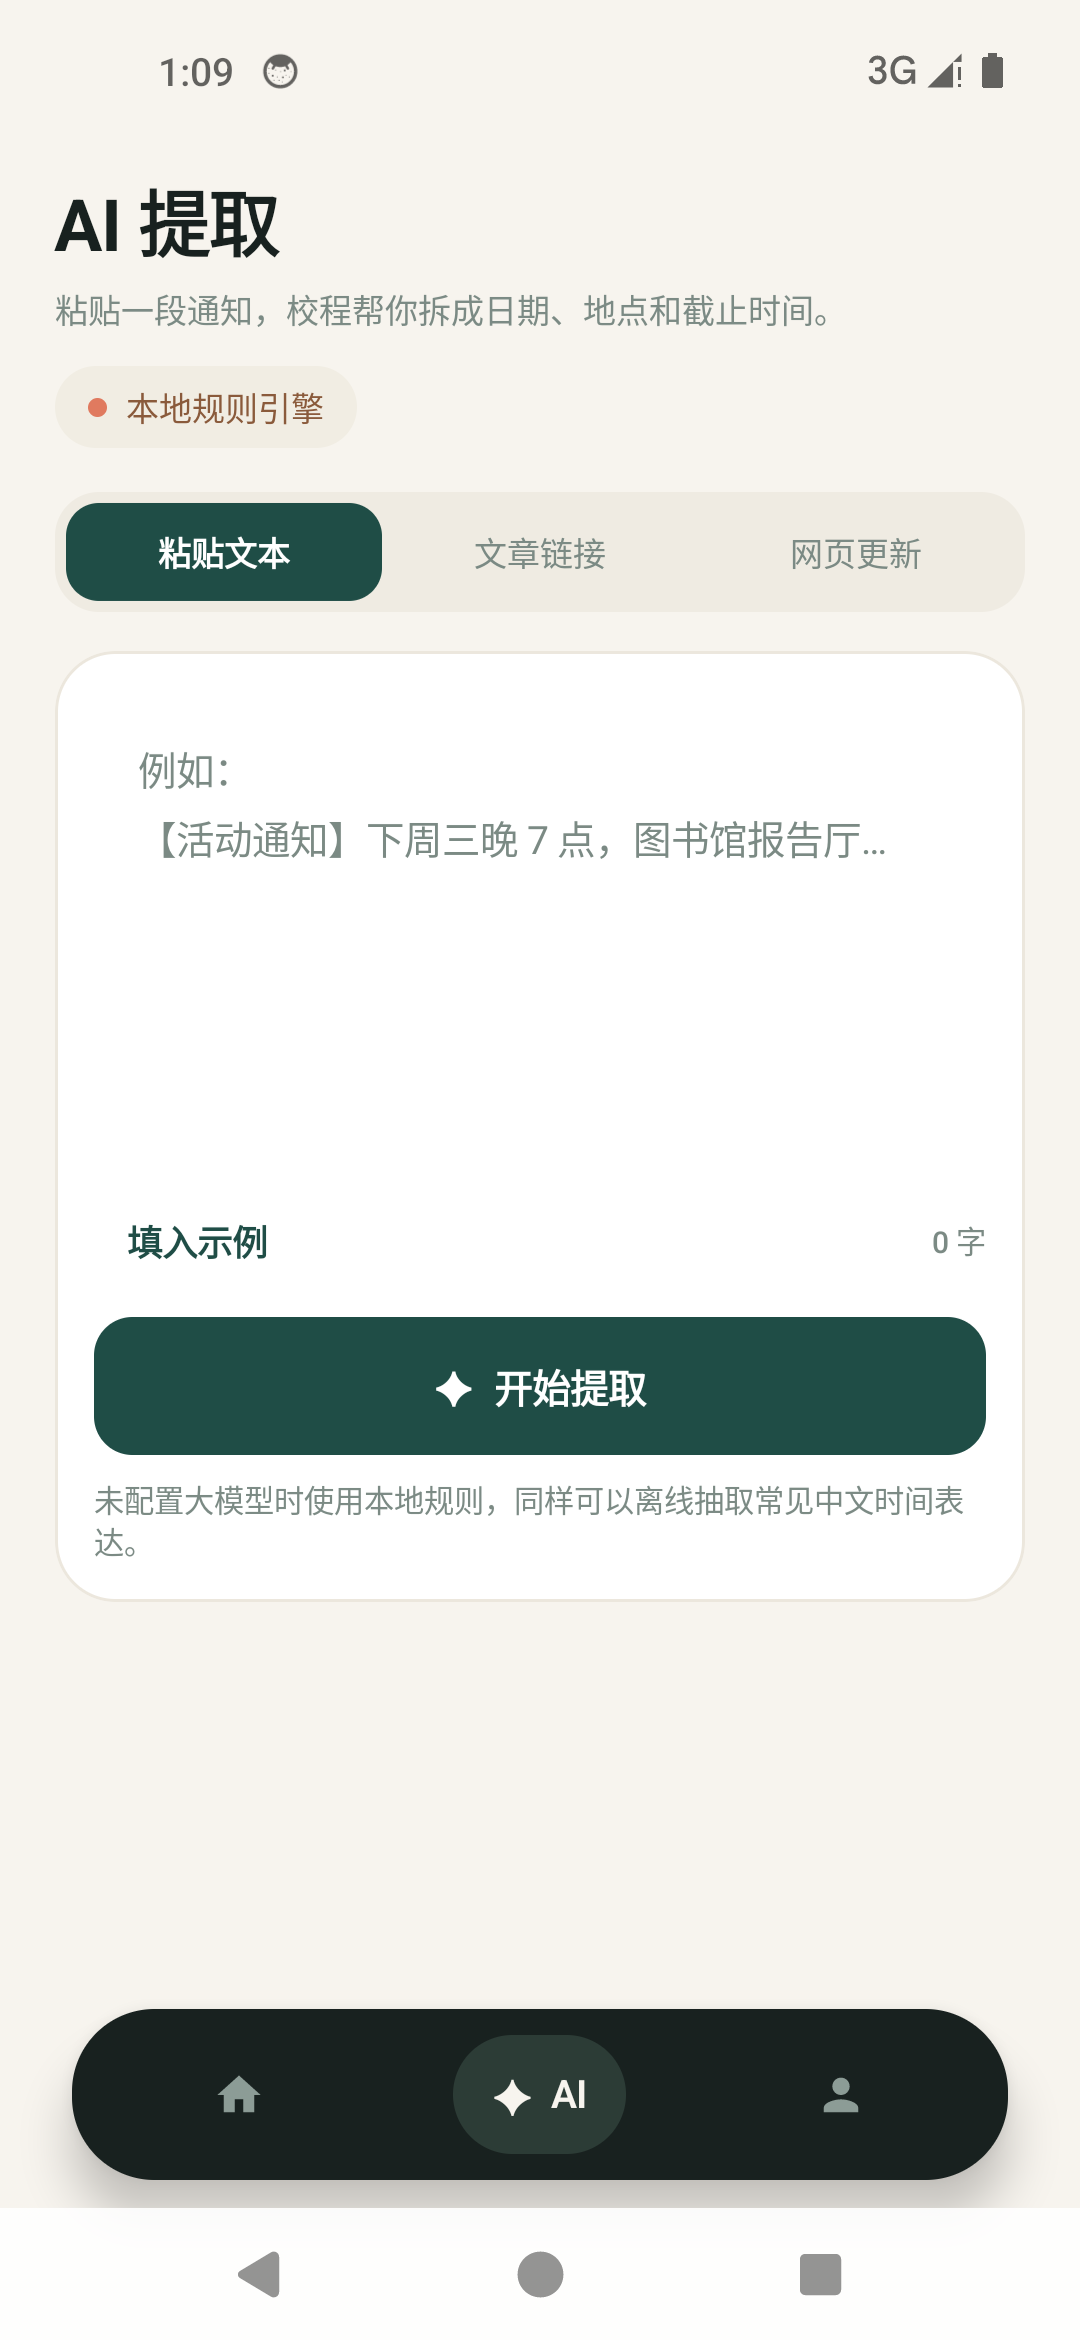 1:09
3G
AI 提取
粘贴一段通知，校程帮你拆成日期、地点和截止时间。
本地规则引擎
粘贴文本
文章链接
网页更新
例如：
【活动通知】下周三晚 7 点，图书馆报告厅…
填入示例
0 字
开始提取
未配置大模型时使用本地规则，同样可以离线抽取常见中文时间表
达。
AI